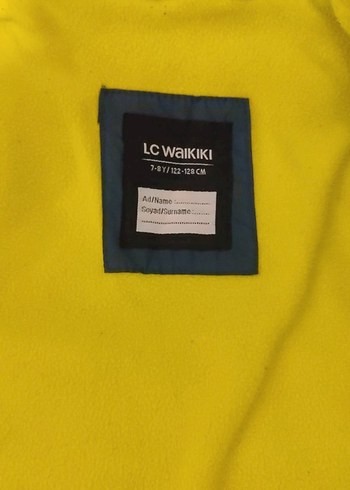 LC WAIKIKI
7-8 Y / 122-128 CM
Ad/Name :..........
Soyad/Surname :.......
....................